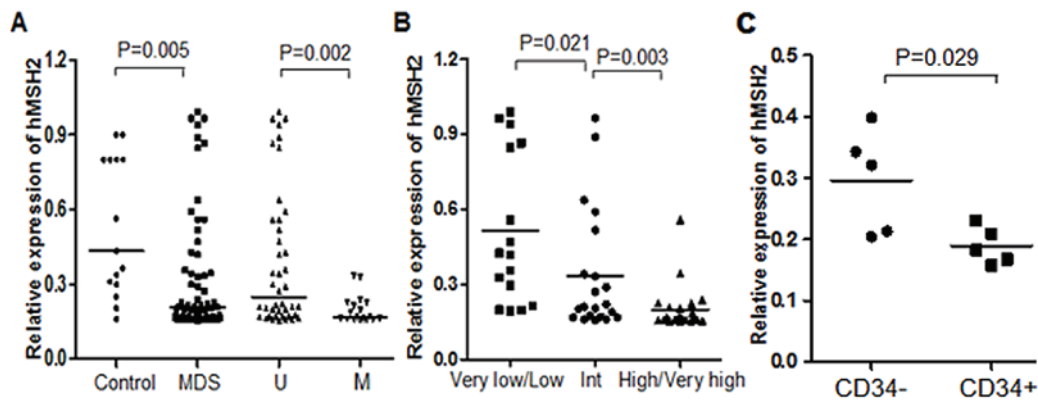 A
P=0.005
P=0.002
Relative expression of hMSH2
1.2
0.9
0.6
0.3
0.0
Control MDS U M
B
P=0.021
P=0.003
Relative expression of hMSH2
1.2
0.9
0.6
0.3
0.0
Very low/Low Int High/Very high
C
P=0.029
Relative expression of hMSH2
0.5
0.4
0.3
0.2
0.1
0.0
CD34- CD34+